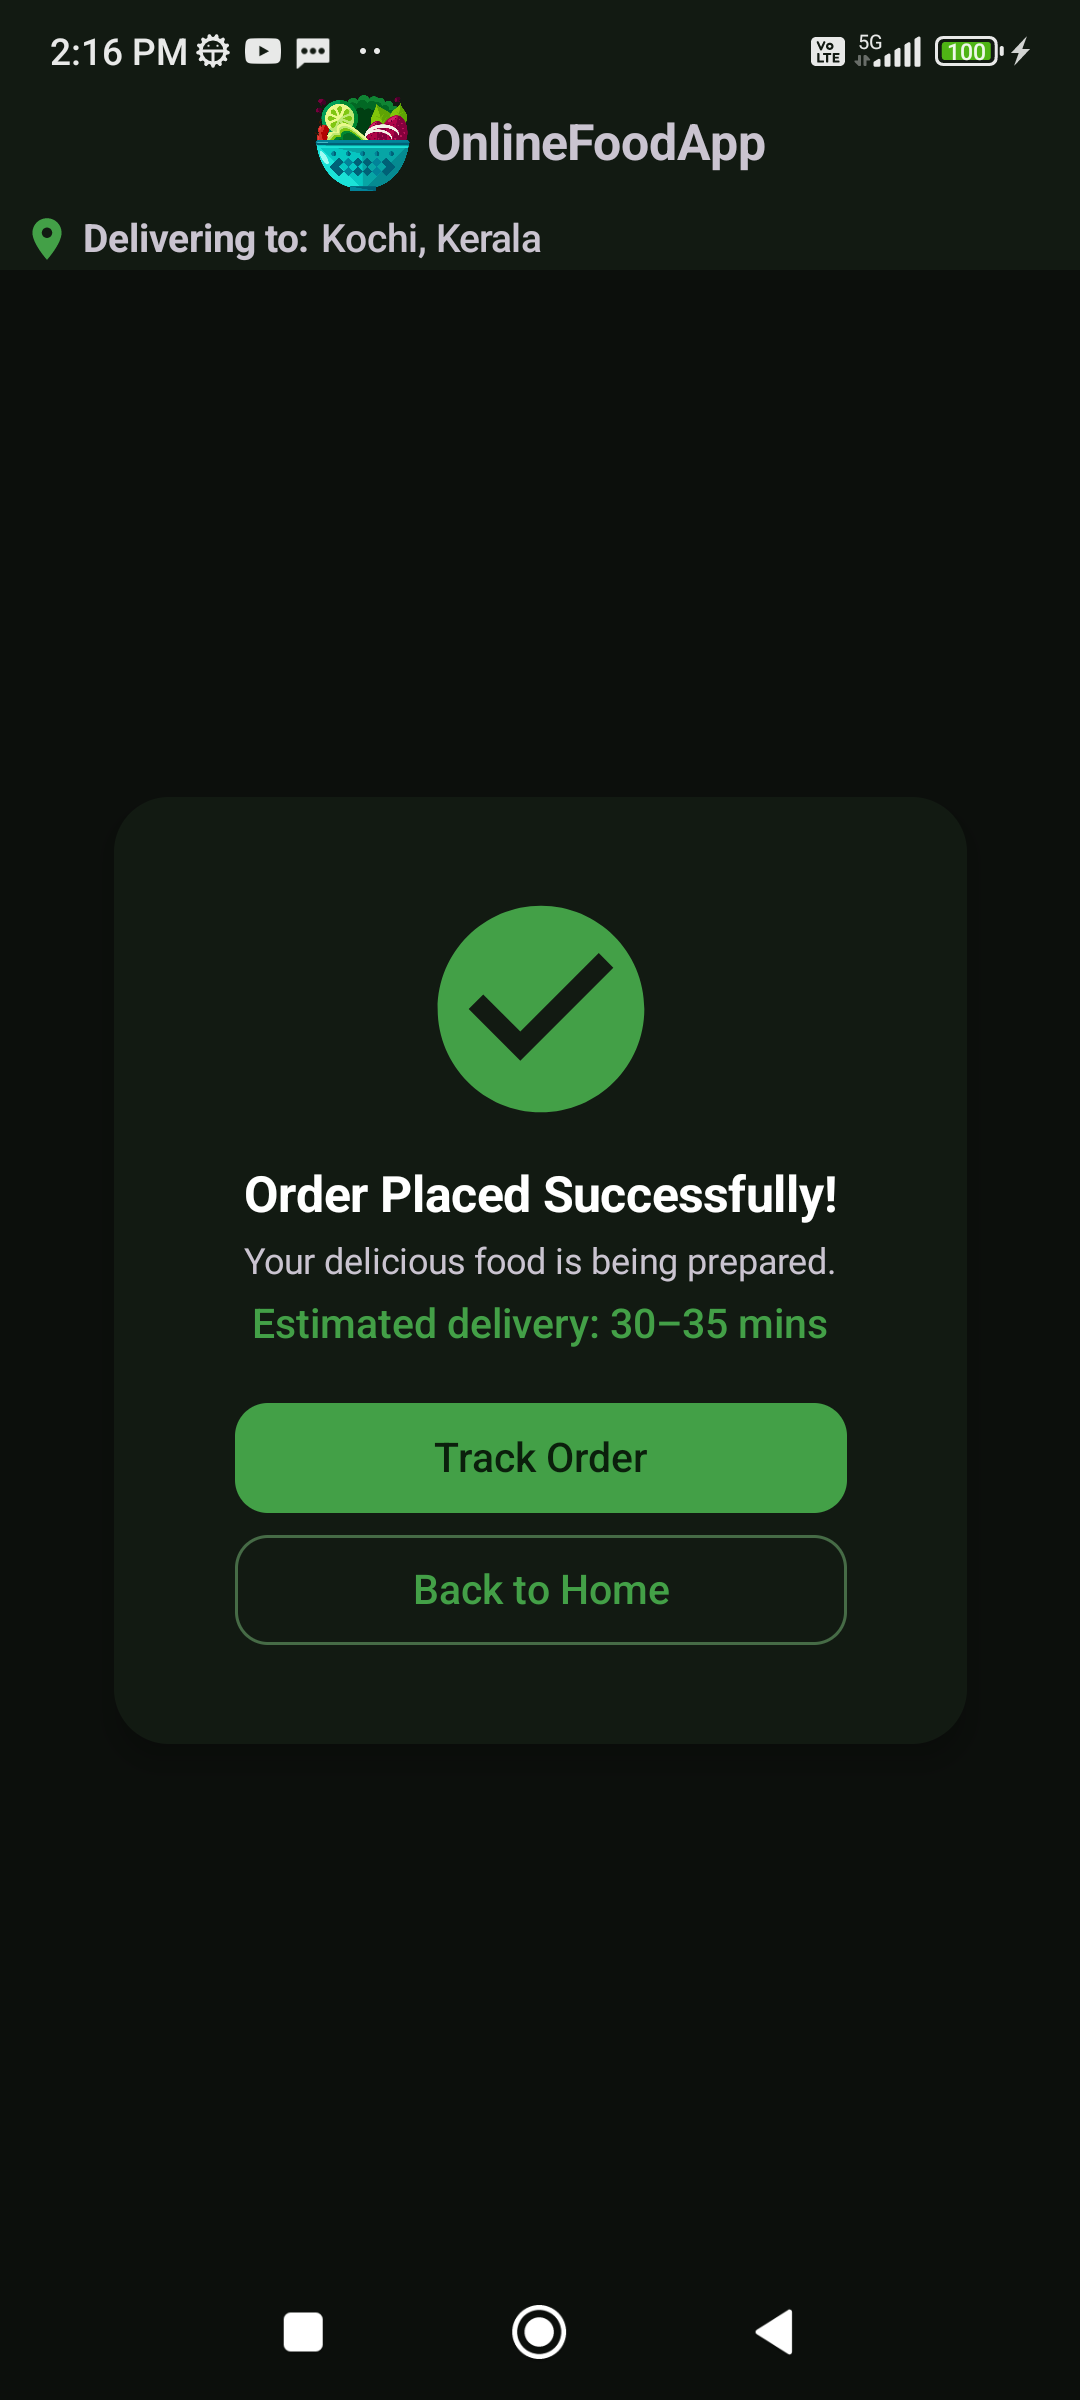 2:16 PM
Vo LTE 5G 100
OnlineFoodApp
Delivering to: Kochi, Kerala
Order Placed Successfully!
Your delicious food is being prepared.
Estimated delivery: 30–35 mins
Track Order
Back to Home